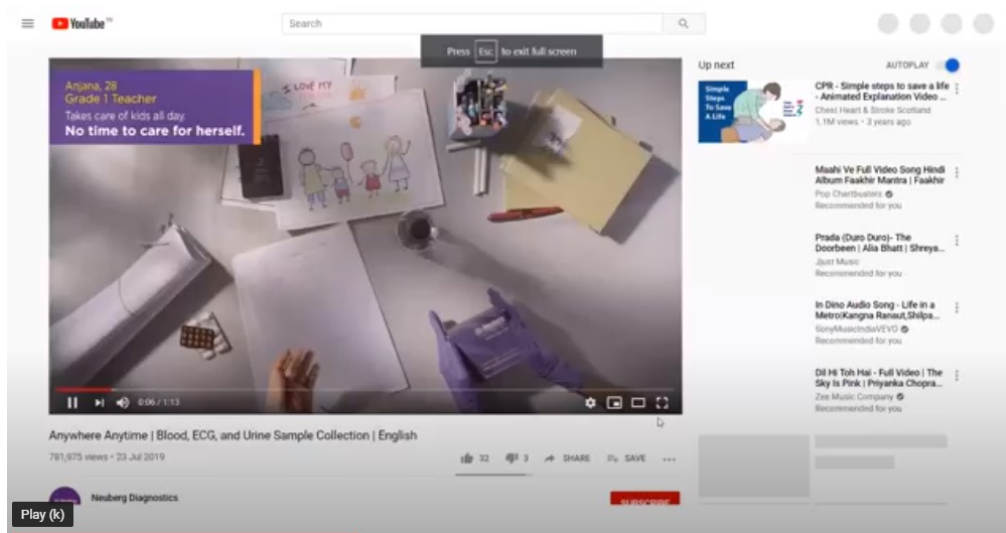 YouTube
Search
Press Esc to exit full screen
Anjana, 28
Grade 1 Teacher
Takes care of kids all day.
No time to care for herself.
I LOVE MY
0:06 / 1:13
Anywhere Anytime | Blood, ECG, and Urine Sample Collection | English
781,975 views • 23 Jul 2019
32
3
SHARE
SAVE
Neuberg Diagnostics
SUBSCRIBE
Play (k)
Up next
AUTOPLAY
Simple
Steps
To Save
A Life
CPR - Simple steps to save a life
- Animated Explanation Video ...
Chest Heart & Stroke Scotland
1.1M views • 3 years ago
Maahi Ve Full Video Song Hindi
Album Faakhir Mantra | Faakhir
Pop Chartbusters
Recommended for you
Prada (Duro Duro)- The
Doorbeen | Alia Bhatt | Shreya...
Jjust Music
Recommended for you
In Dino Audio Song - Life in a
Metro|Kangna Ranaut,Shilpa...
SonyMusicIndiaVEVO
Recommended for you
Dil Hi Toh Hai - Full Video | The
Sky Is Pink | Priyanka Chopra...
Zee Music Company
Recommended for you